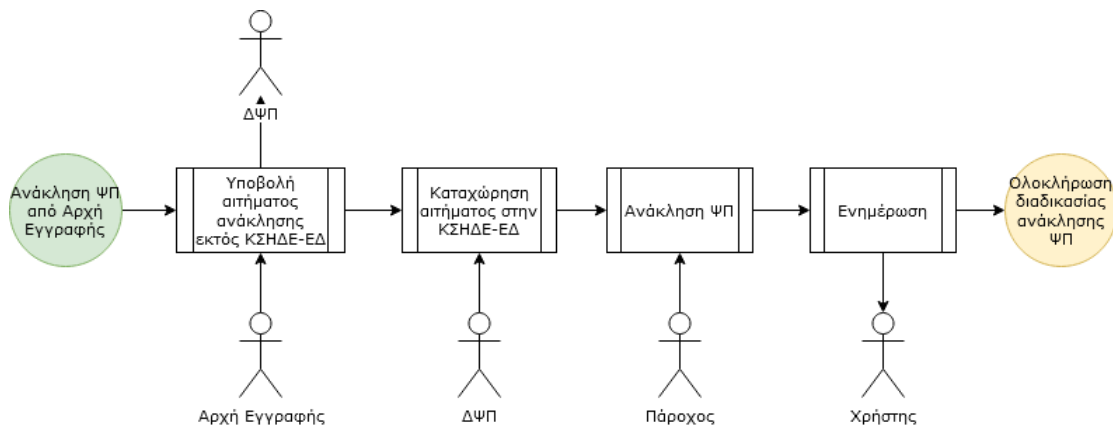 ΔΨΠ
Ανάκληση ΨΠ
από Αρχή
Εγγραφής
Υποβολή
αιτήματος
ανάκλησης
εκτός ΚΣΗΔΕ-ΕΔ
Καταχώρηση
αιτήματος στην
ΚΣΗΔΕ-ΕΔ
Ανάκληση ΨΠ
Ενημέρωση
Ολοκλήρωση
διαδικασίας
ανάκλησης
ΨΠ
Αρχή Εγγραφής
ΔΨΠ
Πάροχος
Χρήστης